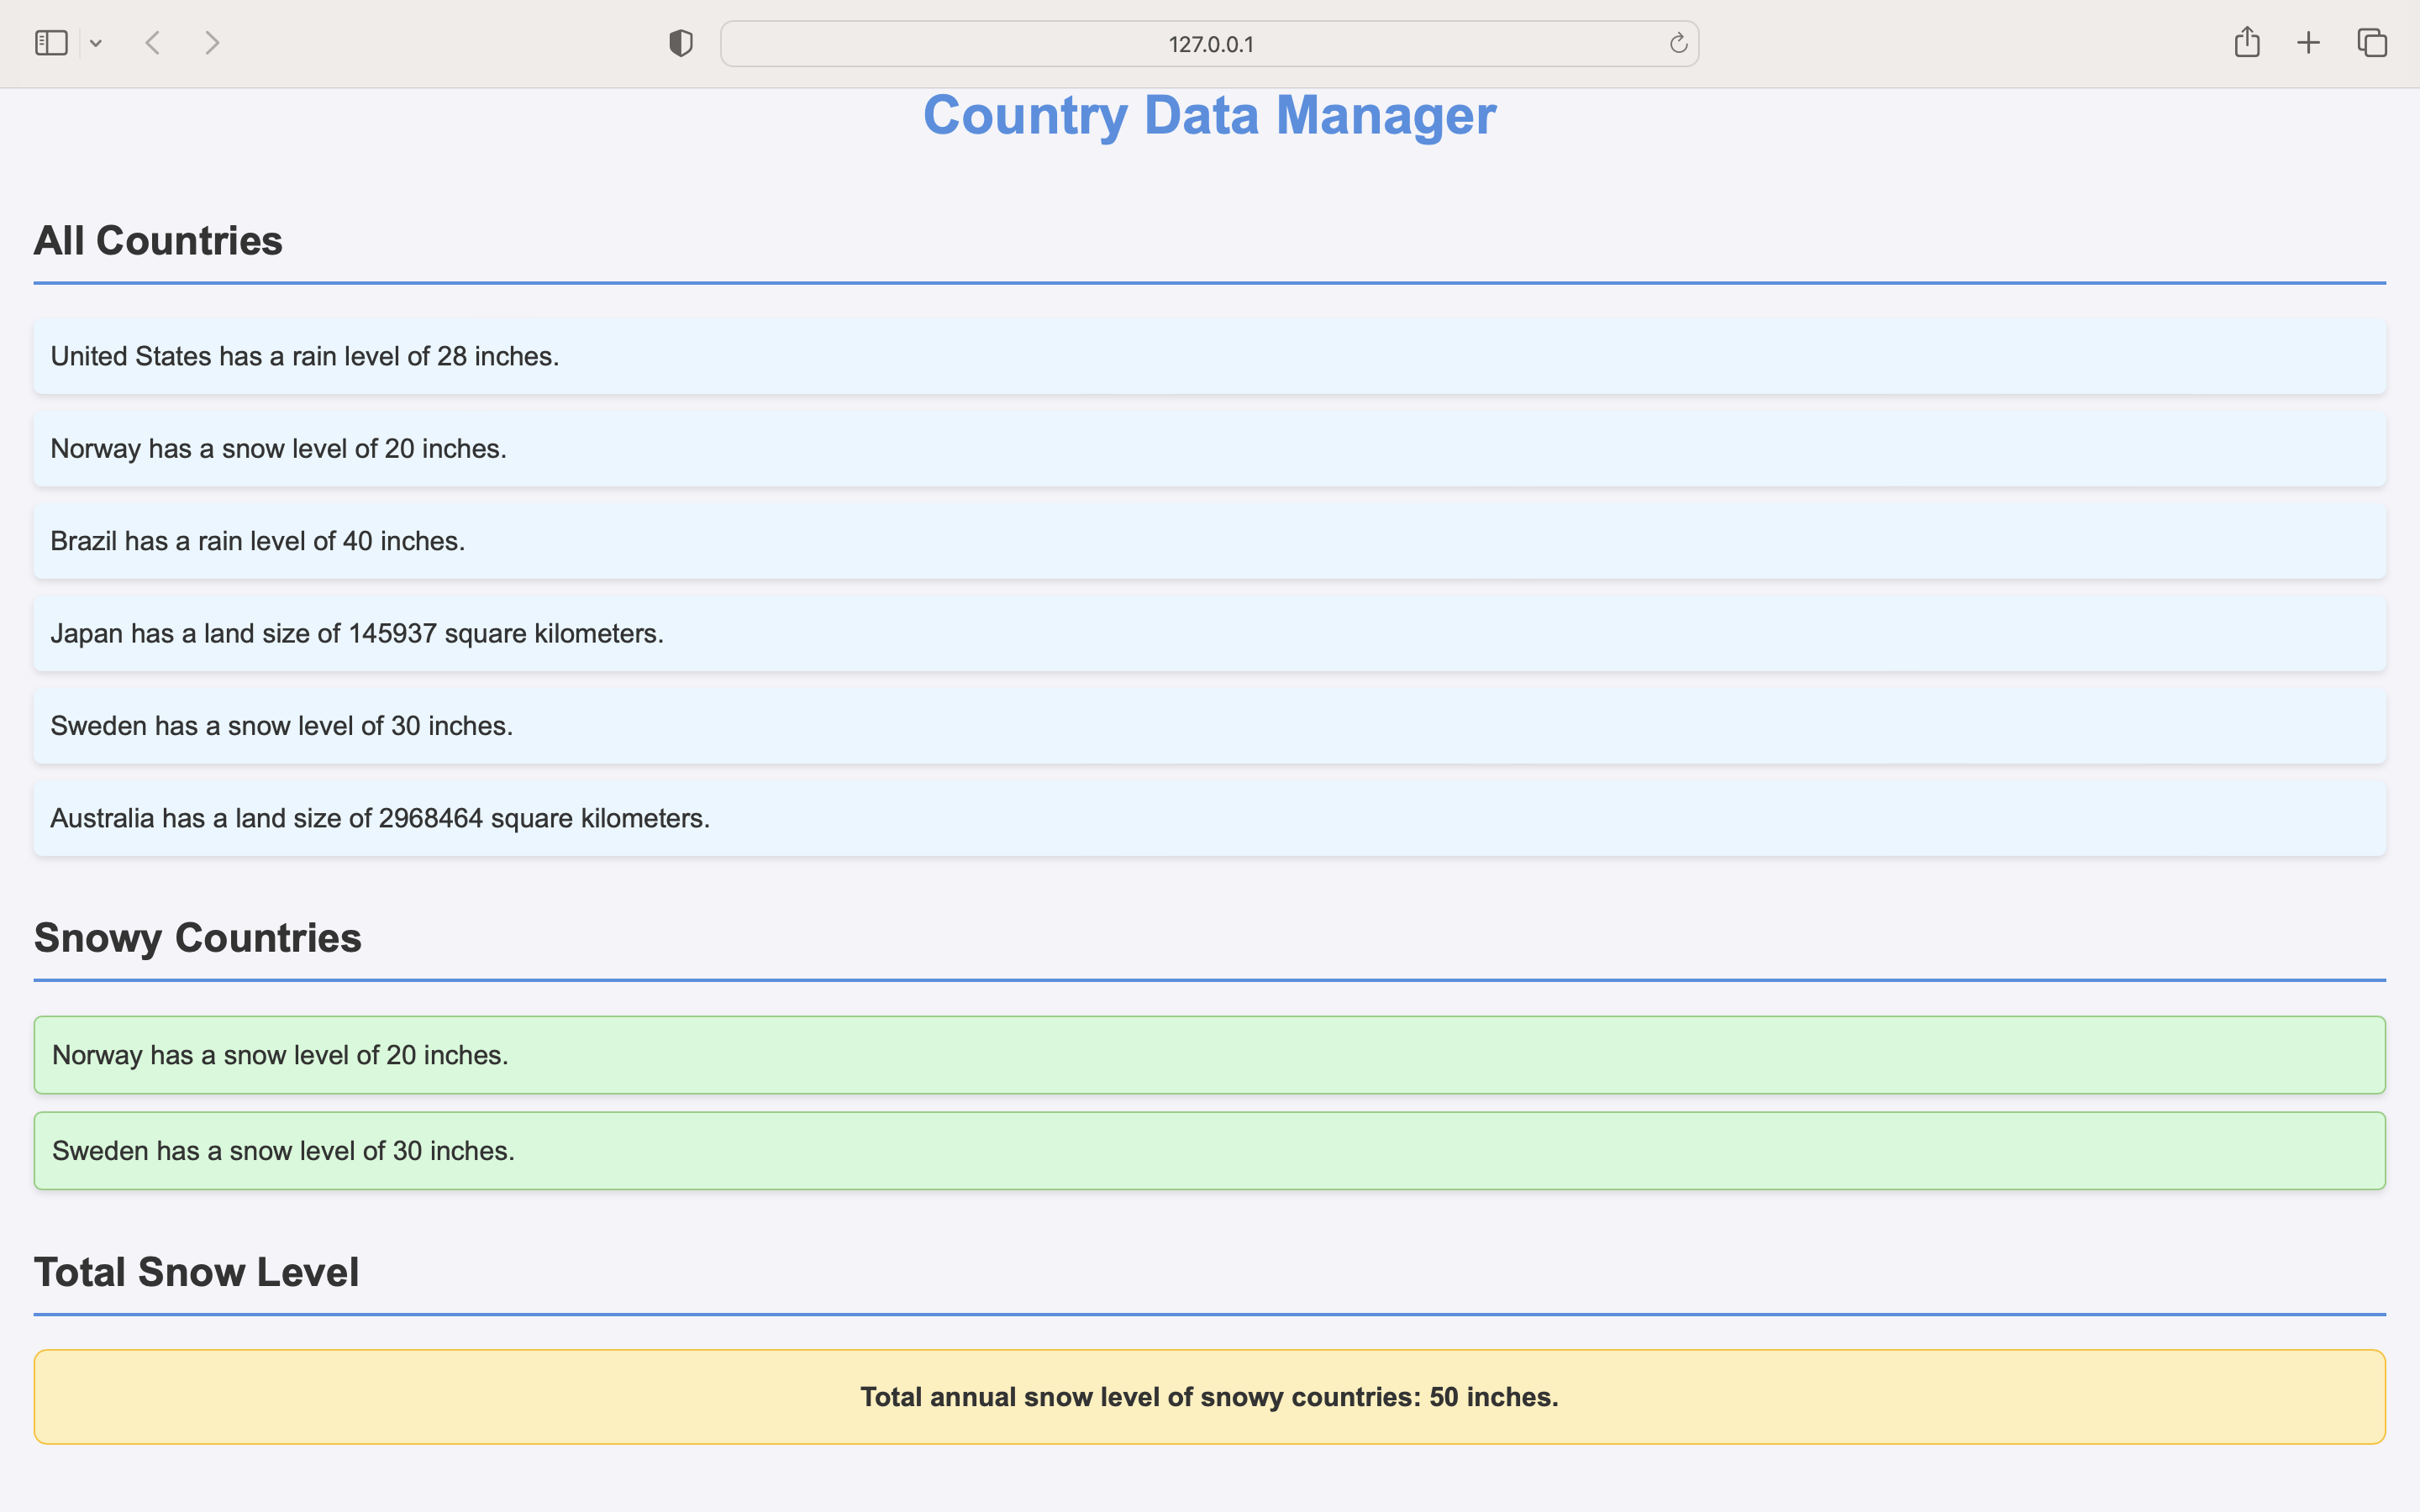 127.0.0.1
Country Data Manager
All Countries
United States has a rain level of 28 inches.
Norway has a snow level of 20 inches.
Brazil has a rain level of 40 inches.
Japan has a land size of 145937 square kilometers.
Sweden has a snow level of 30 inches.
Australia has a land size of 2968464 square kilometers.
Snowy Countries
Norway has a snow level of 20 inches.
Sweden has a snow level of 30 inches.
Total Snow Level
Total annual snow level of snowy countries: 50 inches.